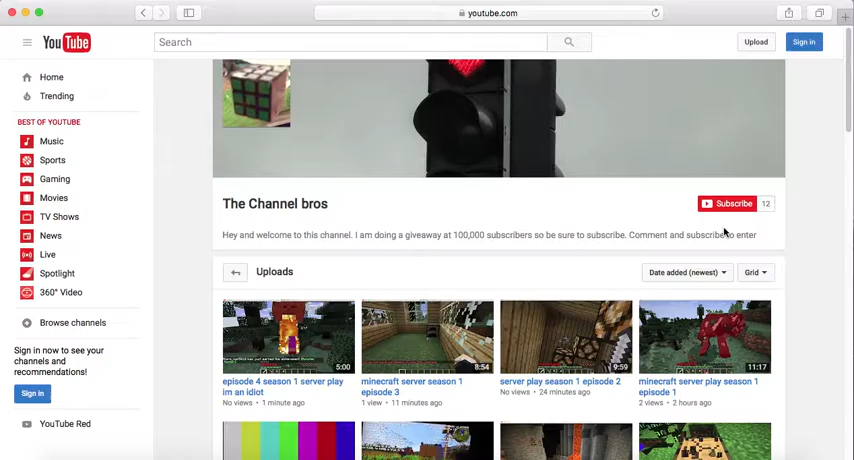 youtube.com
YouTube
Search
Upload
Sign in
Home
Trending
BEST OF YOUTUBE
Music
Sports
Gaming
Movies
TV Shows
News
Live
Spotlight
360° Video
Browse channels
Sign in now to see your
channels and
recommendations!
Sign in
YouTube Red
The Channel bros
Subscribe 12
Hey and welcome to this channel. I am doing a giveaway at 100,000 subscribers so be sure to subscribe. Comment and subscribe to enter
Uploads
Date added (newest)
Grid
5:00
episode 4 season 1 server play
im an idiot
No views • 1 minute ago
8:54
minecraft server season 1
episode 3
1 view • 11 minutes ago
9:59
server play season 1 episode 2
No views • 24 minutes ago
11:17
minecraft server play season 1
episode 1
2 views • 2 hours ago